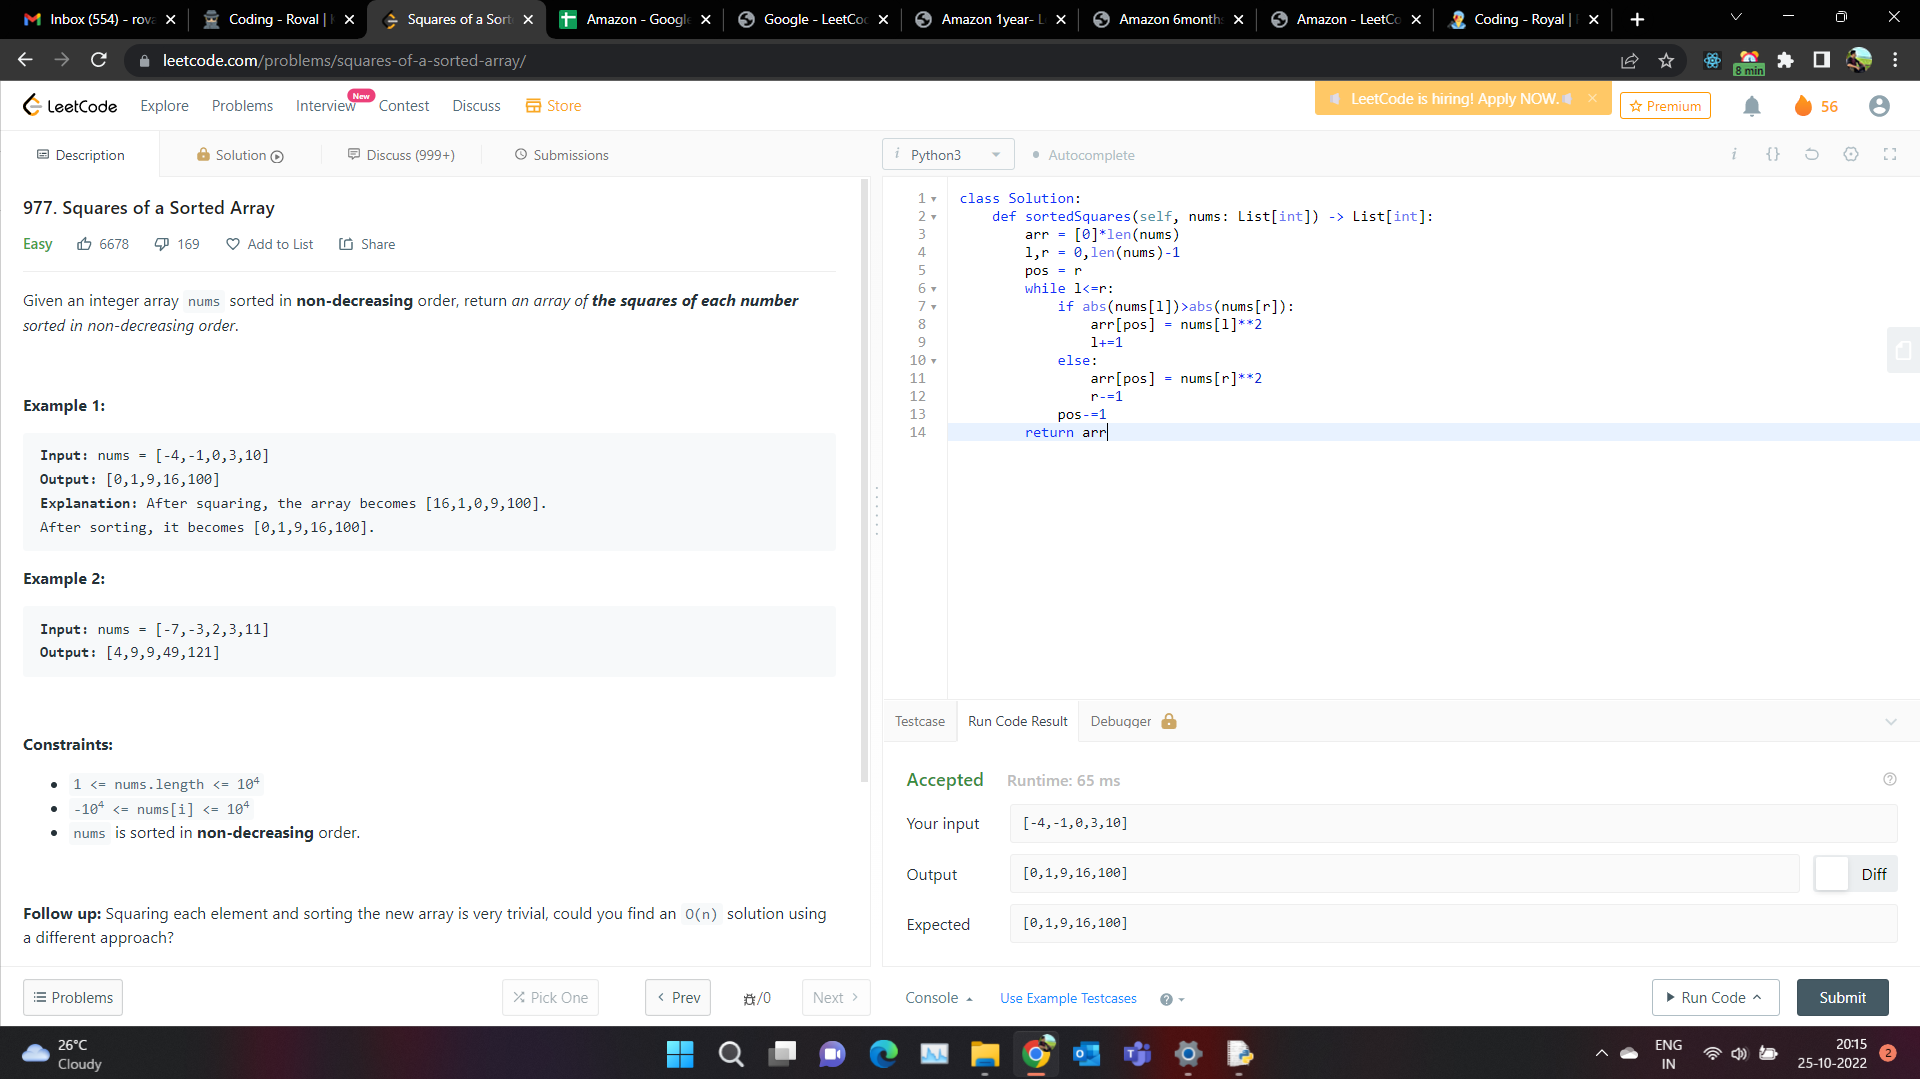 Inbox (554) - rova
Coding - Roval |
Squares of a Sort
Amazon - Google
Google - LeetCo
Amazon 1year- L
Amazon 6months
Amazon - LeetCo
Coding - Royal |
leetcode.com/problems/squares-of-a-sorted-array/
8 min
LeetCode
Explore
Problems
Interview
New
Contest
Discuss
Store
LeetCode is hiring! Apply NOW.
Premium
56
Description
Solution
Discuss (999+)
Submissions
i Python3
Autocomplete
i {}
977. Squares of a Sorted Array
Easy 6678 169 Add to List Share
Given an integer array nums sorted in non-decreasing order, return an array of the squares of each number
sorted in non-decreasing order.
Example 1:
Input: nums = [-4,-1,0,3,10]
Output: [0,1,9,16,100]
Explanation: After squaring, the array becomes [16,1,0,9,100].
After sorting, it becomes [0,1,9,16,100].
Example 2:
Input: nums = [-7,-3,2,3,11]
Output: [4,9,9,49,121]
Constraints:
• 1 <= nums.length <= 10⁴
• -10⁴ <= nums[i] <= 10⁴
• nums is sorted in non-decreasing order.
Follow up: Squaring each element and sorting the new array is very trivial, could you find an O(n) solution using
a different approach?
1 class Solution:
2     def sortedSquares(self, nums: List[int]) -> List[int]:
3         arr = [0]*len(nums)
4         l,r = 0,len(nums)-1
5         pos = r
6         while l<=r:
7             if abs(nums[l])>abs(nums[r]):
8                 arr[pos] = nums[l]**2
9                 l+=1
10             else:
11                 arr[pos] = nums[r]**2
12                 r-=1
13             pos-=1
14         return arr
Testcase
Run Code Result
Debugger
Accepted Runtime: 65 ms
Your input [-4,-1,0,3,10]
Output [0,1,9,16,100] Diff
Expected [0,1,9,16,100]
Problems
Pick One
Prev
/0
Next
Console
Use Example Testcases
Run Code
Submit
26°C
Cloudy
ENG
IN
20:15
25-10-2022
2